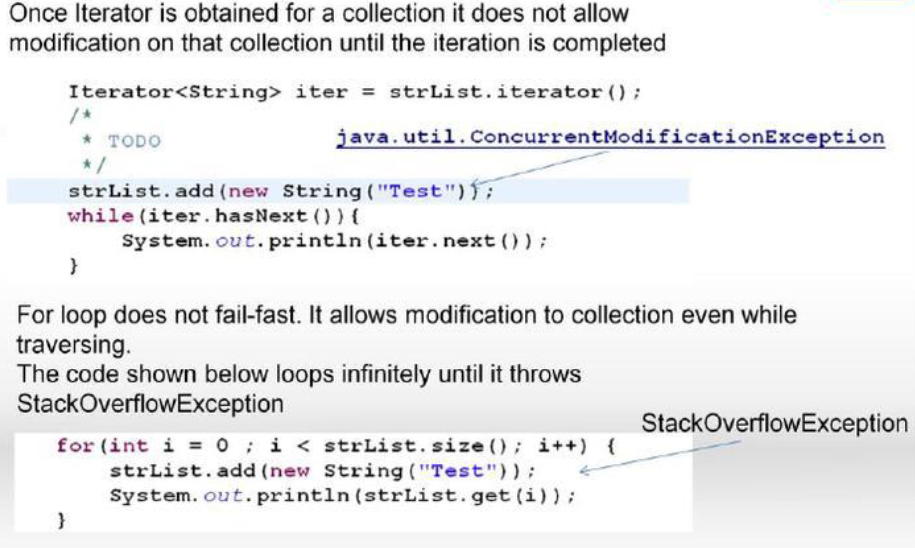 Once Iterator is obtained for a collection it does not allow
modification on that collection until the iteration is completed
Iterator<String> iter = strList.iterator();
/*
* TODO
java.util.ConcurrentModificationException
*/
strList.add(new String("Test"));
while(iter.hasNext()){
System.out.println(iter.next());
}
For loop does not fail-fast. It allows modification to collection even while
traversing.
The code shown below loops infinitely until it throws
StackOverflowException
StackOverflowException
for(int i = 0 ; i < strList.size(); i++) {
strList.add(new String("Test"));
System.out.println(strList.get(i));
}